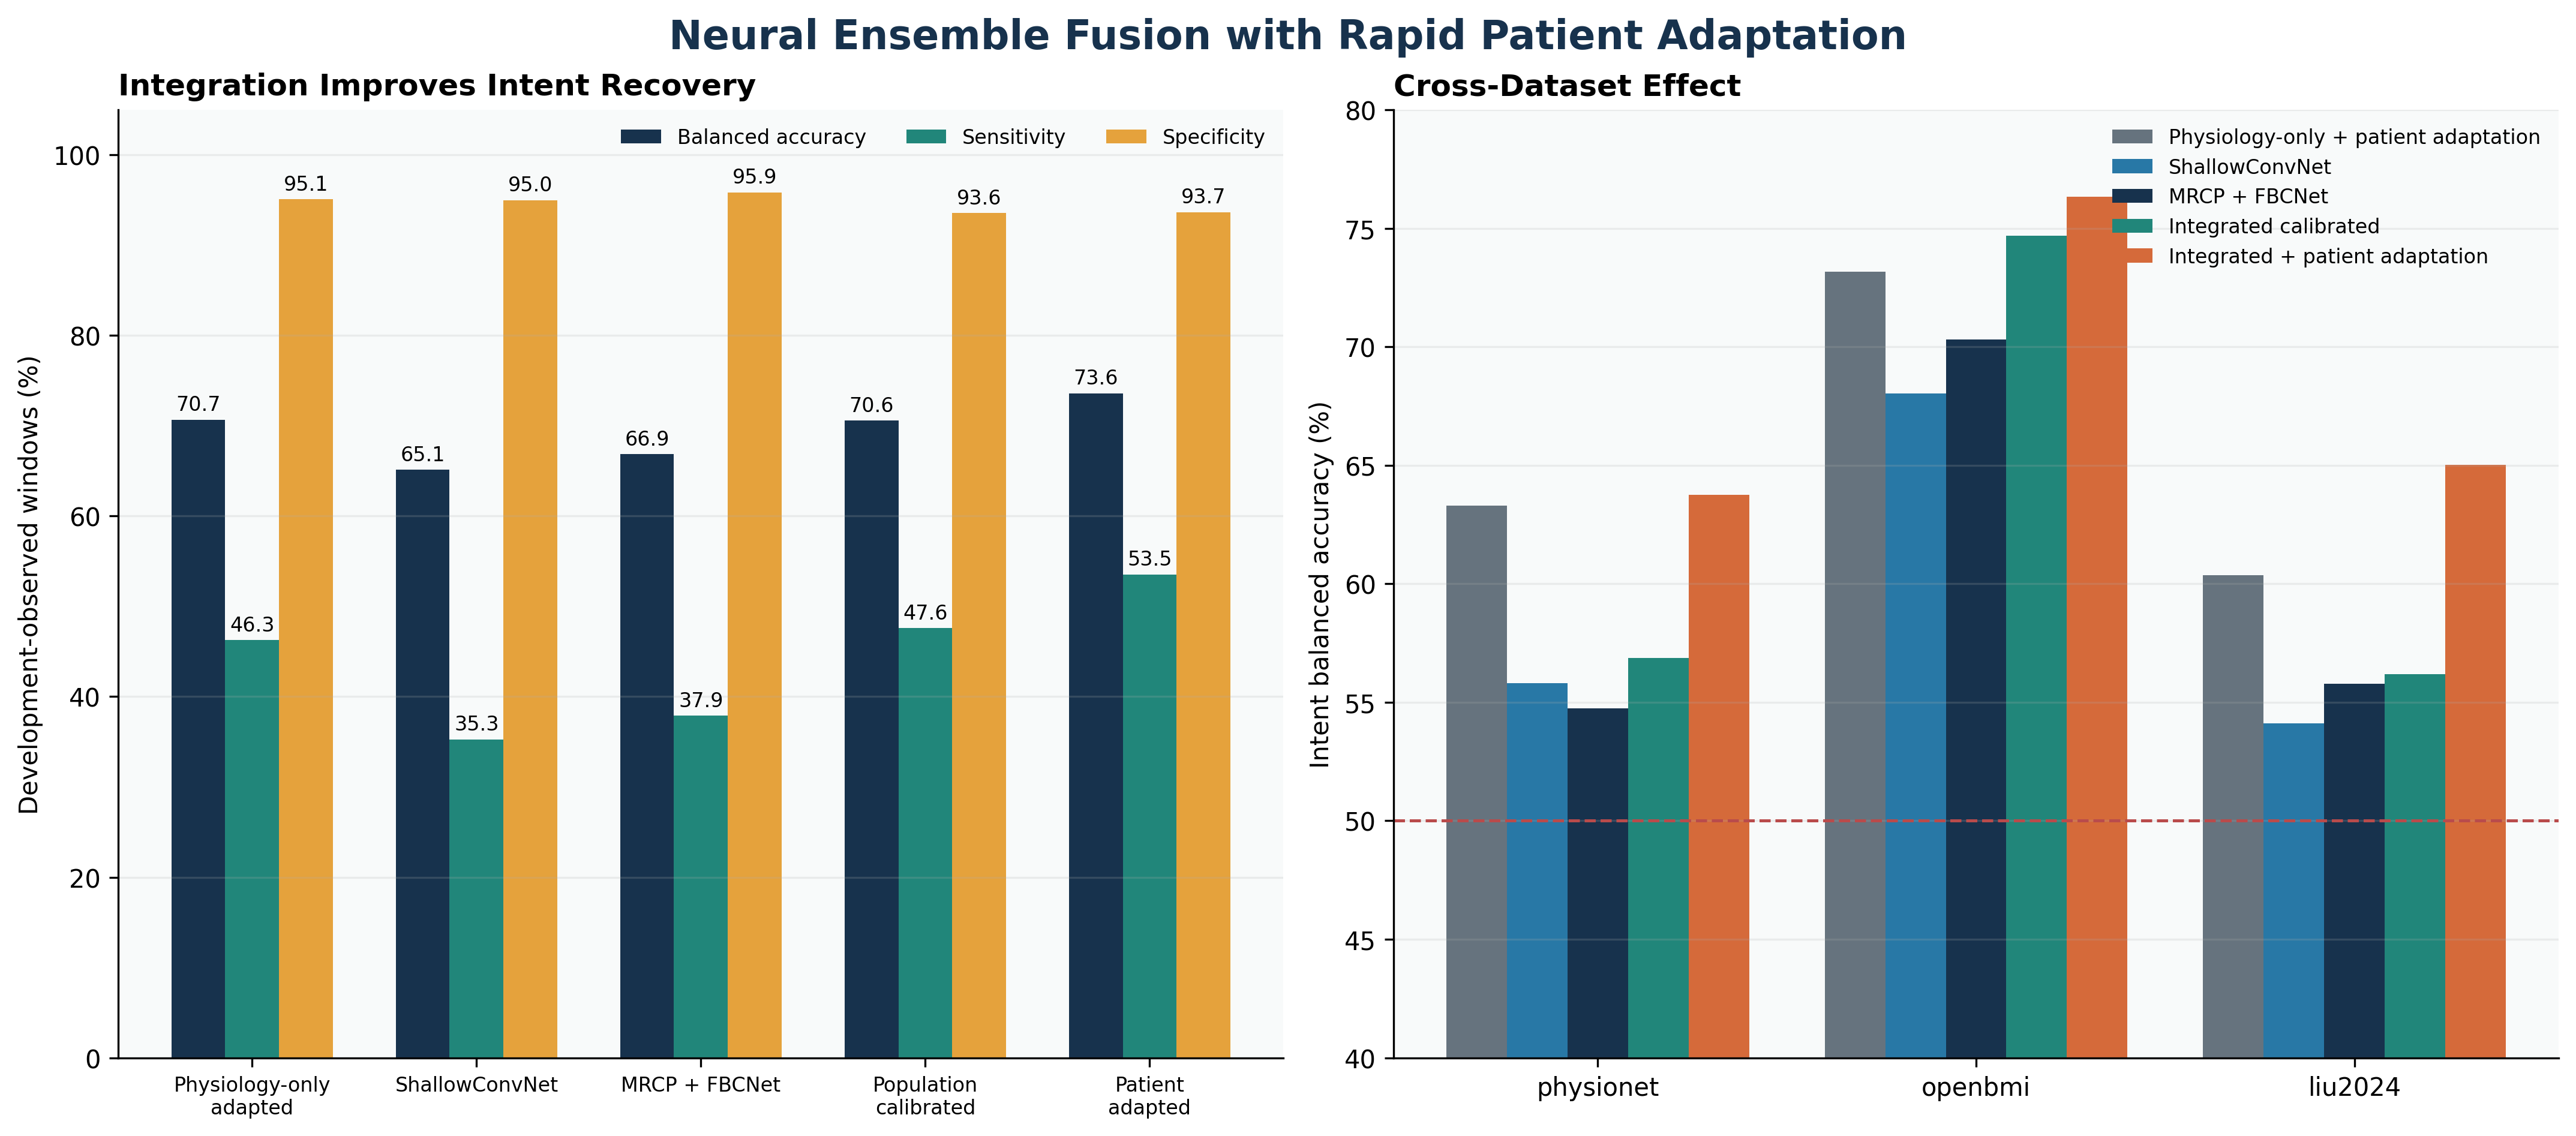 Neural Ensemble Fusion with Rapid Patient Adaptation
Integration Improves Intent Recovery
Balanced accuracy
Sensitivity
Specificity
Development-observed windows (%)
100
80
60
40
20
0
70.7
46.3
95.1
65.1
35.3
95.0
66.9
37.9
95.9
70.6
47.6
93.6
73.6
53.5
93.7
Physiology-only
adapted
ShallowConvNet
MRCP + FBCNet
Population
calibrated
Patient
adapted
Cross-Dataset Effect
Physiology-only + patient adaptation
ShallowConvNet
MRCP + FBCNet
Integrated calibrated
Integrated + patient adaptation
Intent balanced accuracy (%)
80
75
70
65
60
55
50
45
40
physionet
openbmi
liu2024